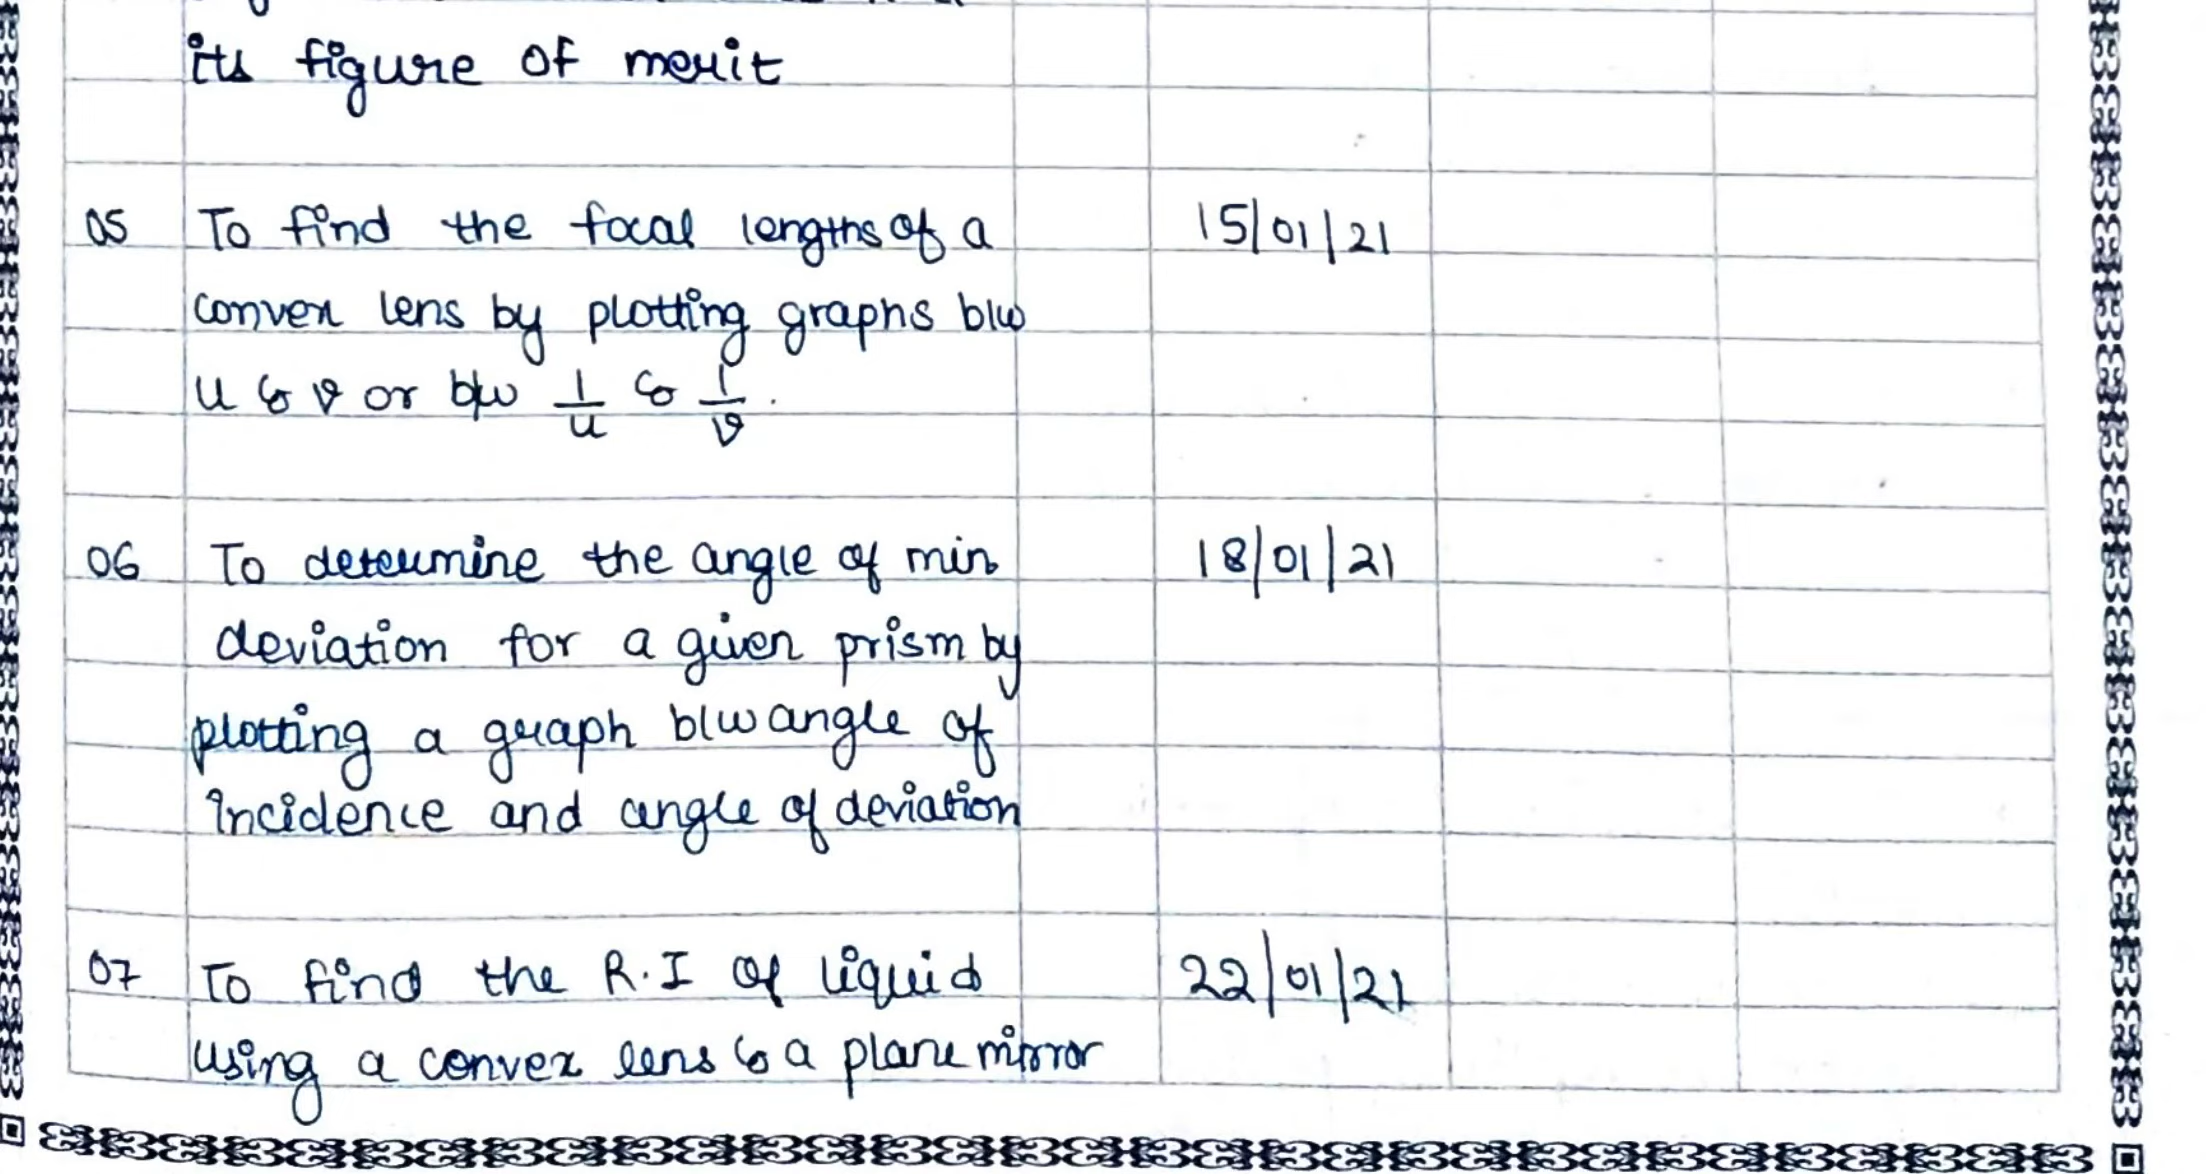 its figure of merit
05 To find the focal lengths of a 15/01/21
convex lens by plotting graphs b/w
u & v or b/w 1/u & 1/v.
06 To determine the angle of min 18/01/21
deviation for a given prism by
plotting a graph b/w angle of
incidence and angle of deviation
07 To find the R.I of liquid 22/01/21
using a convex lens & a plane mirror